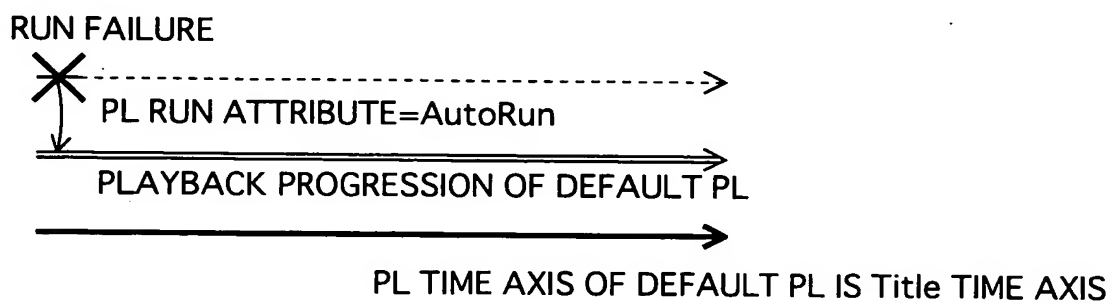 RUN FAILURE
PL RUN ATTRIBUTE=AutoRun
PLAYBACK PROGRESSION OF DEFAULT PL
PL TIME AXIS OF DEFAULT PL IS Title TIME AXIS